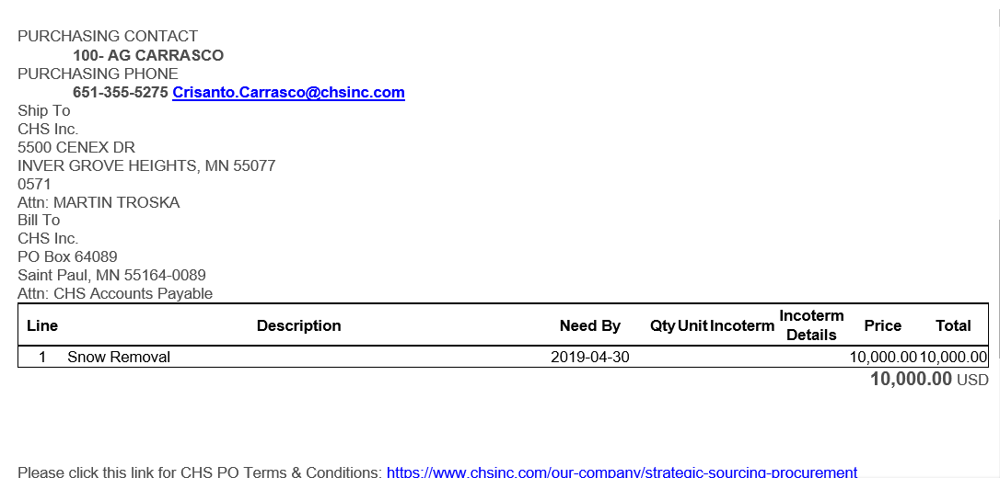 PURCHASING CONTACT
100- AG CARRASCO
PURCHASING PHONE
651-355-5275 Crisanto.Carrasco@chsinc.com
Ship To
CHS Inc.
5500 CENEX DR
INVER GROVE HEIGHTS, MN 55077
0571
Attn: MARTIN TROSKA
Bill To
CHS Inc.
PO Box 64089
Saint Paul, MN 55164-0089
Attn: CHS Accounts Payable
Line Description Need By Qty Unit Incoterm Incoterm Details Price Total
1 Snow Removal 2019-04-30 10,000.00 10,000.00
10,000.00 USD
Please click this link for CHS PO Terms & Conditions: https://www.chsinc.com/our-company/strategic-sourcing-procurement